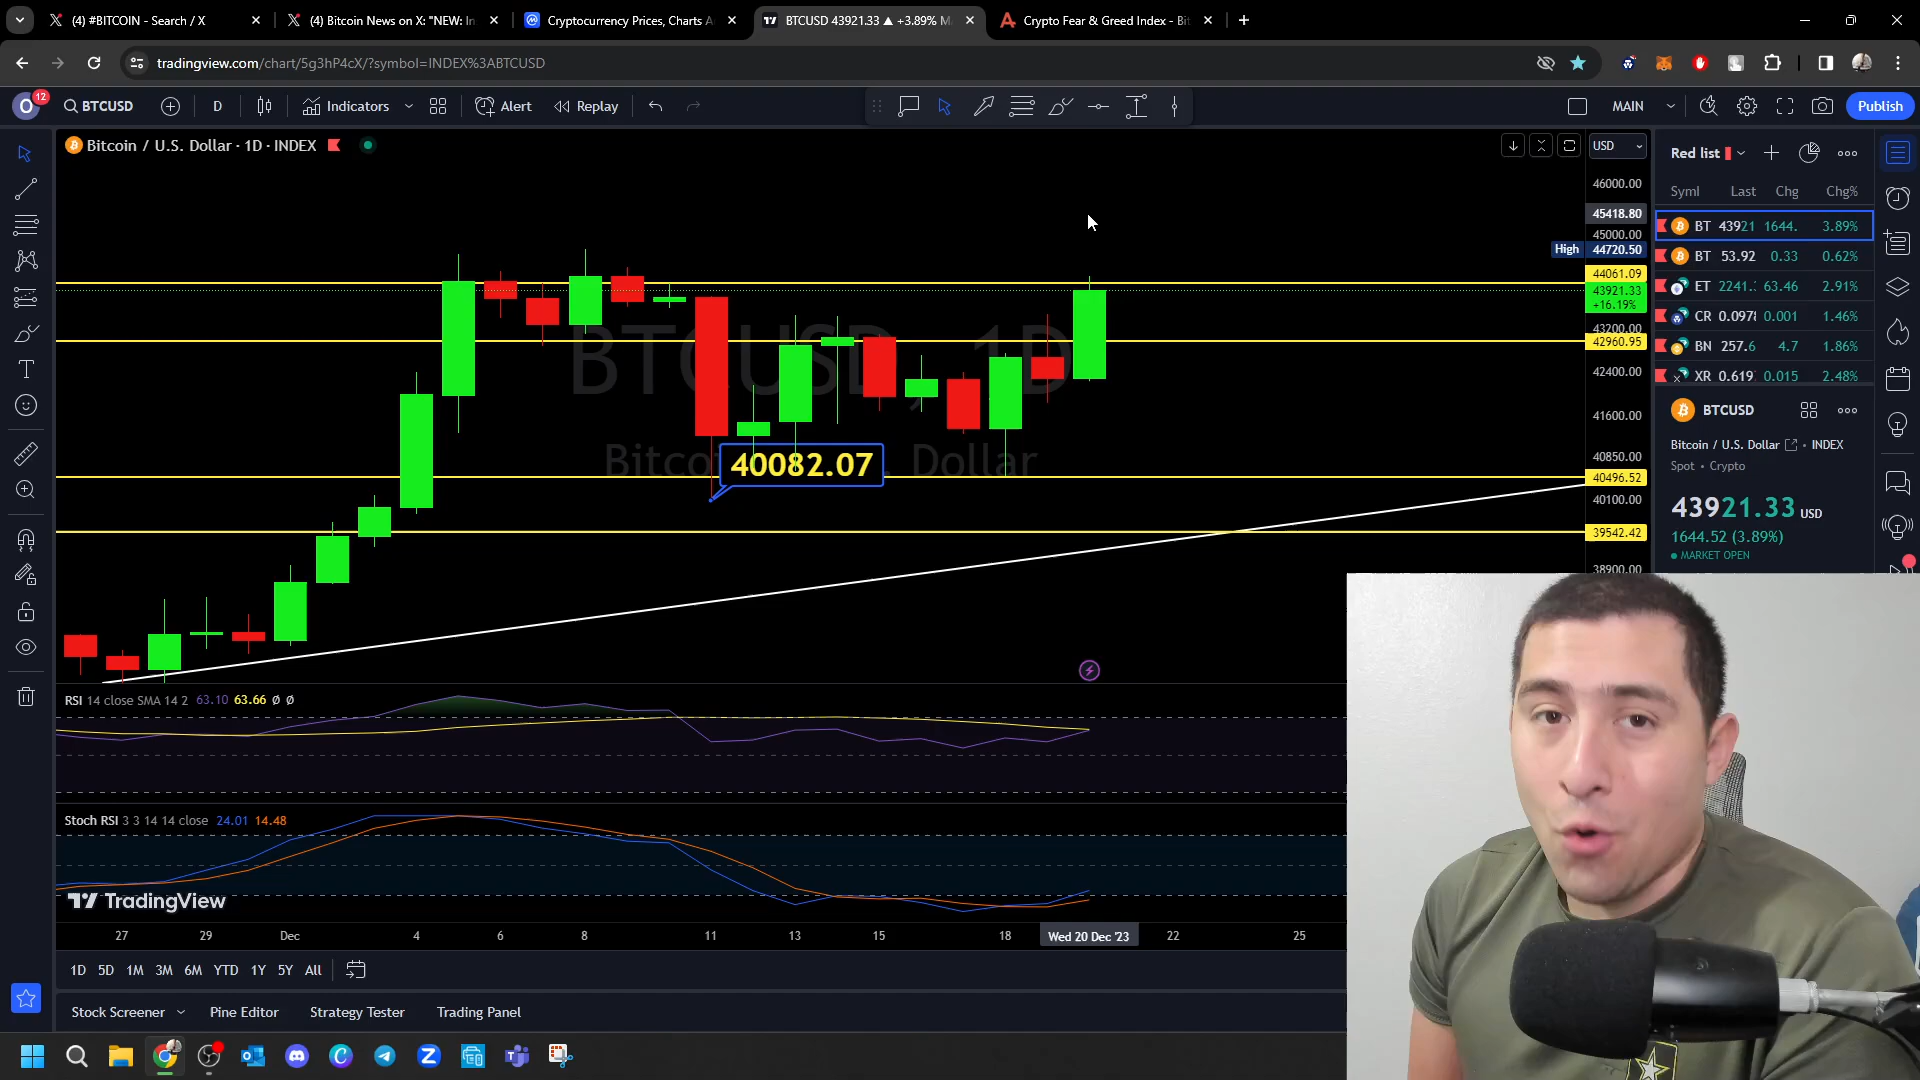 (4) #BITCOIN - Search / X
(4) Bitcoin News on X: "NEW: In
Cryptocurrency Prices, Charts A
BTCUSD 43921.33 ▲ +3.89% M
Crypto Fear & Greed Index - Bit
tradingview.com/chart/5g3hP4cX/?symbol=INDEX%3ABTCUSD
12
BTCUSD
D
Indicators
Alert
Replay
MAIN
Publish
Bitcoin / U.S. Dollar · 1D · INDEX
USD
46000.00
45418.80
45000.00
High 44720.50
44061.09
43921.33
+16.19%
43200.00
42960.95
42400.00
41600.00
40850.00
40496.52
40100.00
39542.42
38900.00
BTCUSD, 1D
40082.07
Dollar
Red list
Syml Last Chg Chg%
BT 43921 1644. 3.89%
BT 53.92 0.33 0.62%
ET 2241. 63.46 2.91%
CR 0.0978 0.001 1.46%
BN 257.6 4.7 1.86%
XR 0.619 0.015 2.48%
BTCUSD
Bitcoin / U.S. Dollar · INDEX
Spot · Crypto
43921.33 USD
1644.52 (3.89%)
MARKET OPEN
RSI 14 close SMA 14 2 63.10 63.66 Ø Ø
Stoch RSI 3 3 14 14 close 24.01 14.48
TradingView
27 29 Dec 4 6 8 11 13 15 18 Wed 20 Dec '23 22 25
1D 5D 1M 3M 6M YTD 1Y 5Y All
Stock Screener Pine Editor Strategy Tester Trading Panel